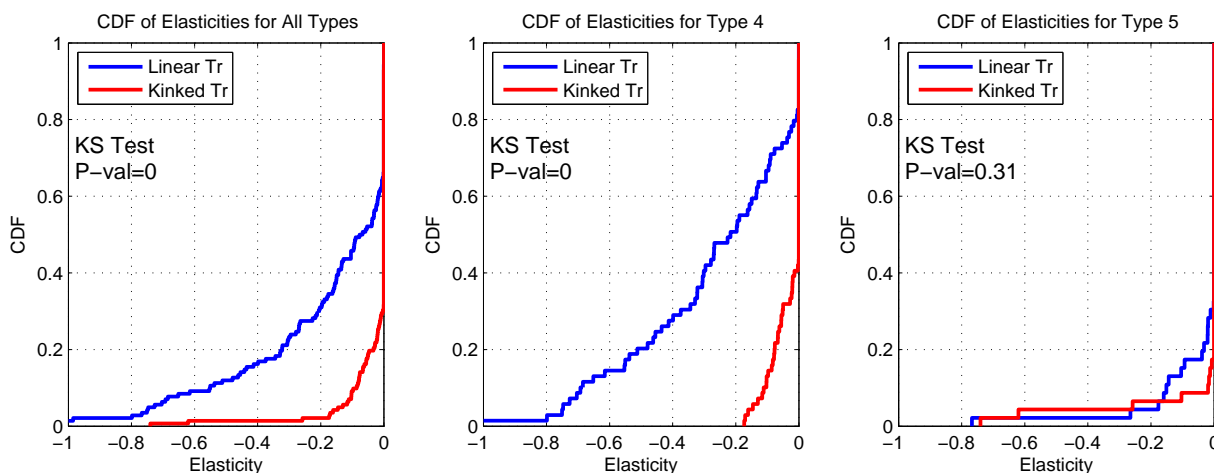 CDF of Elasticities for All Types
1
0.8
0.6
0.4
0.2
0
CDF
Linear Tr
Kinked Tr
KS Test
P−val=0
−1
−0.8
−0.6
−0.4
−0.2
0
Elasticity
CDF of Elasticities for Type 4
1
0.8
0.6
0.4
0.2
0
CDF
Linear Tr
Kinked Tr
KS Test
P−val=0
−1
−0.8
−0.6
−0.4
−0.2
0
Elasticity
CDF of Elasticities for Type 5
1
0.8
0.6
0.4
0.2
0
CDF
Linear Tr
Kinked Tr
KS Test
P−val=0.31
−1
−0.8
−0.6
−0.4
−0.2
0
Elasticity